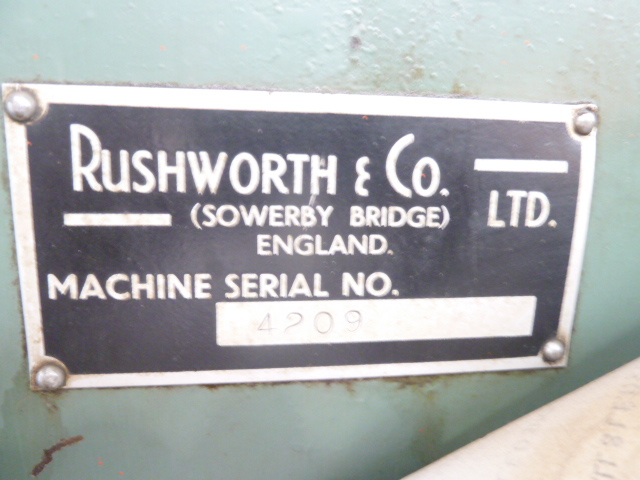 RUSHWORTH & CO. LTD.
(SOWERBY BRIDGE)
ENGLAND.
MACHINE SERIAL NO.
4209